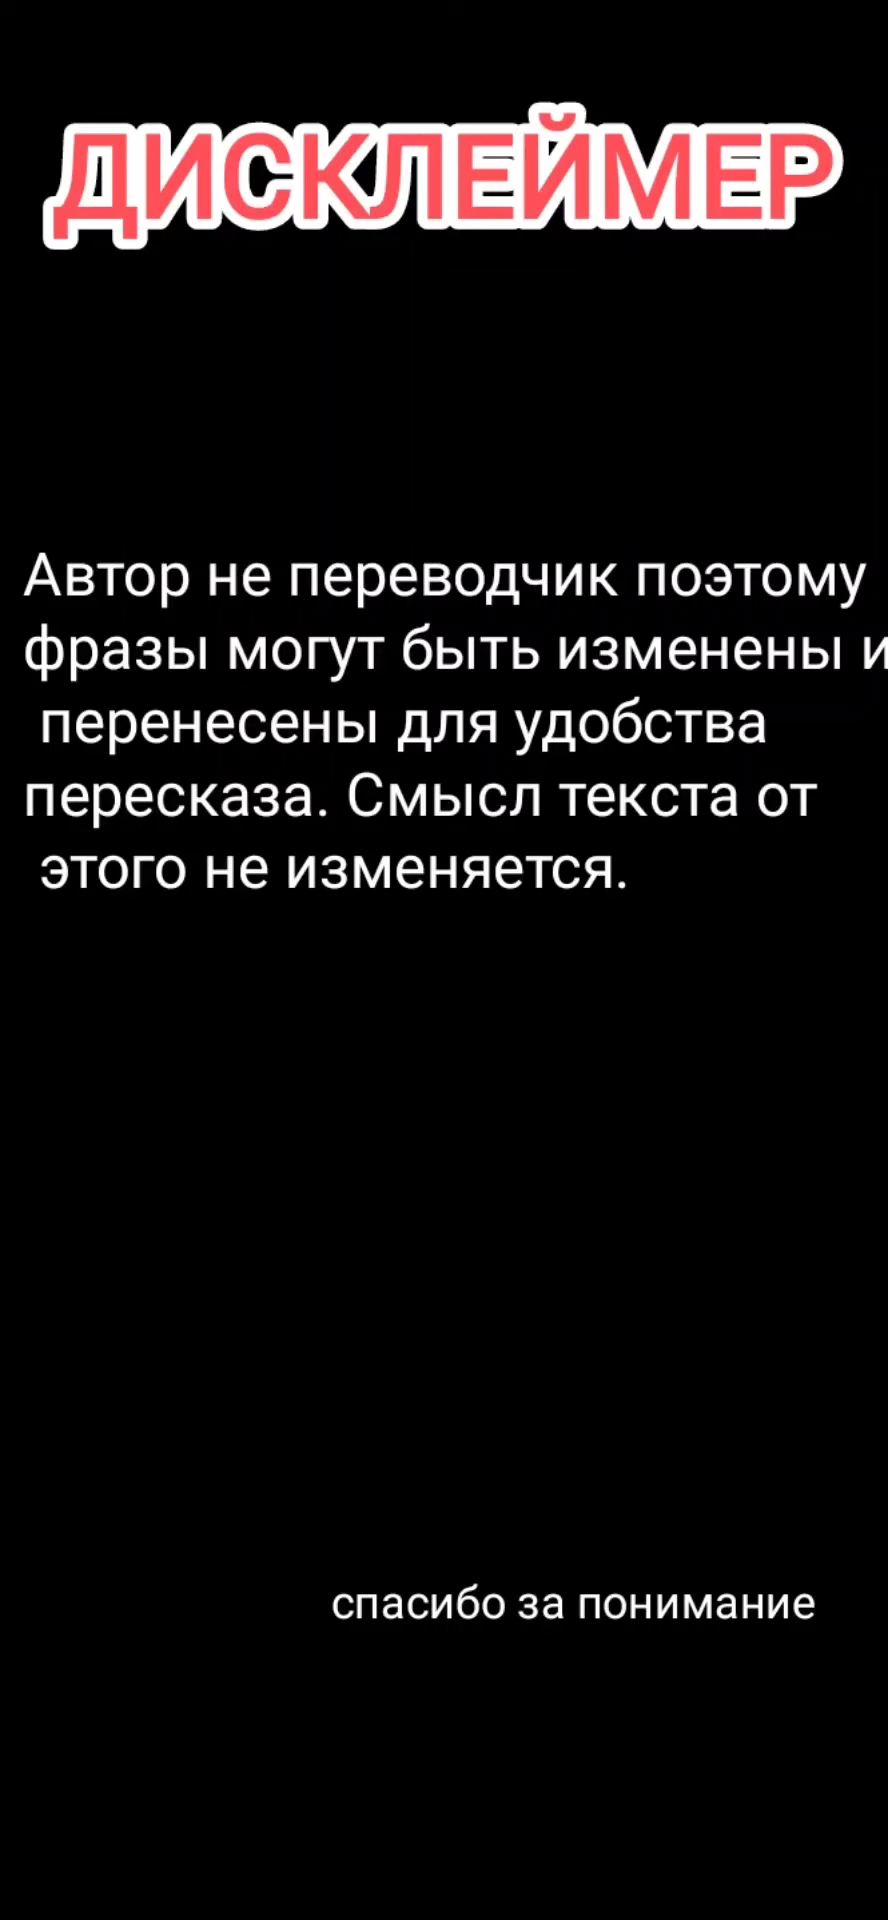 ДИСКЛЕЙМЕР
Автор не переводчик поэтому
фразы могут быть изменены и
перенесены для удобства
пересказа. Смысл текста от
этого не изменяется.
спасибо за понимание